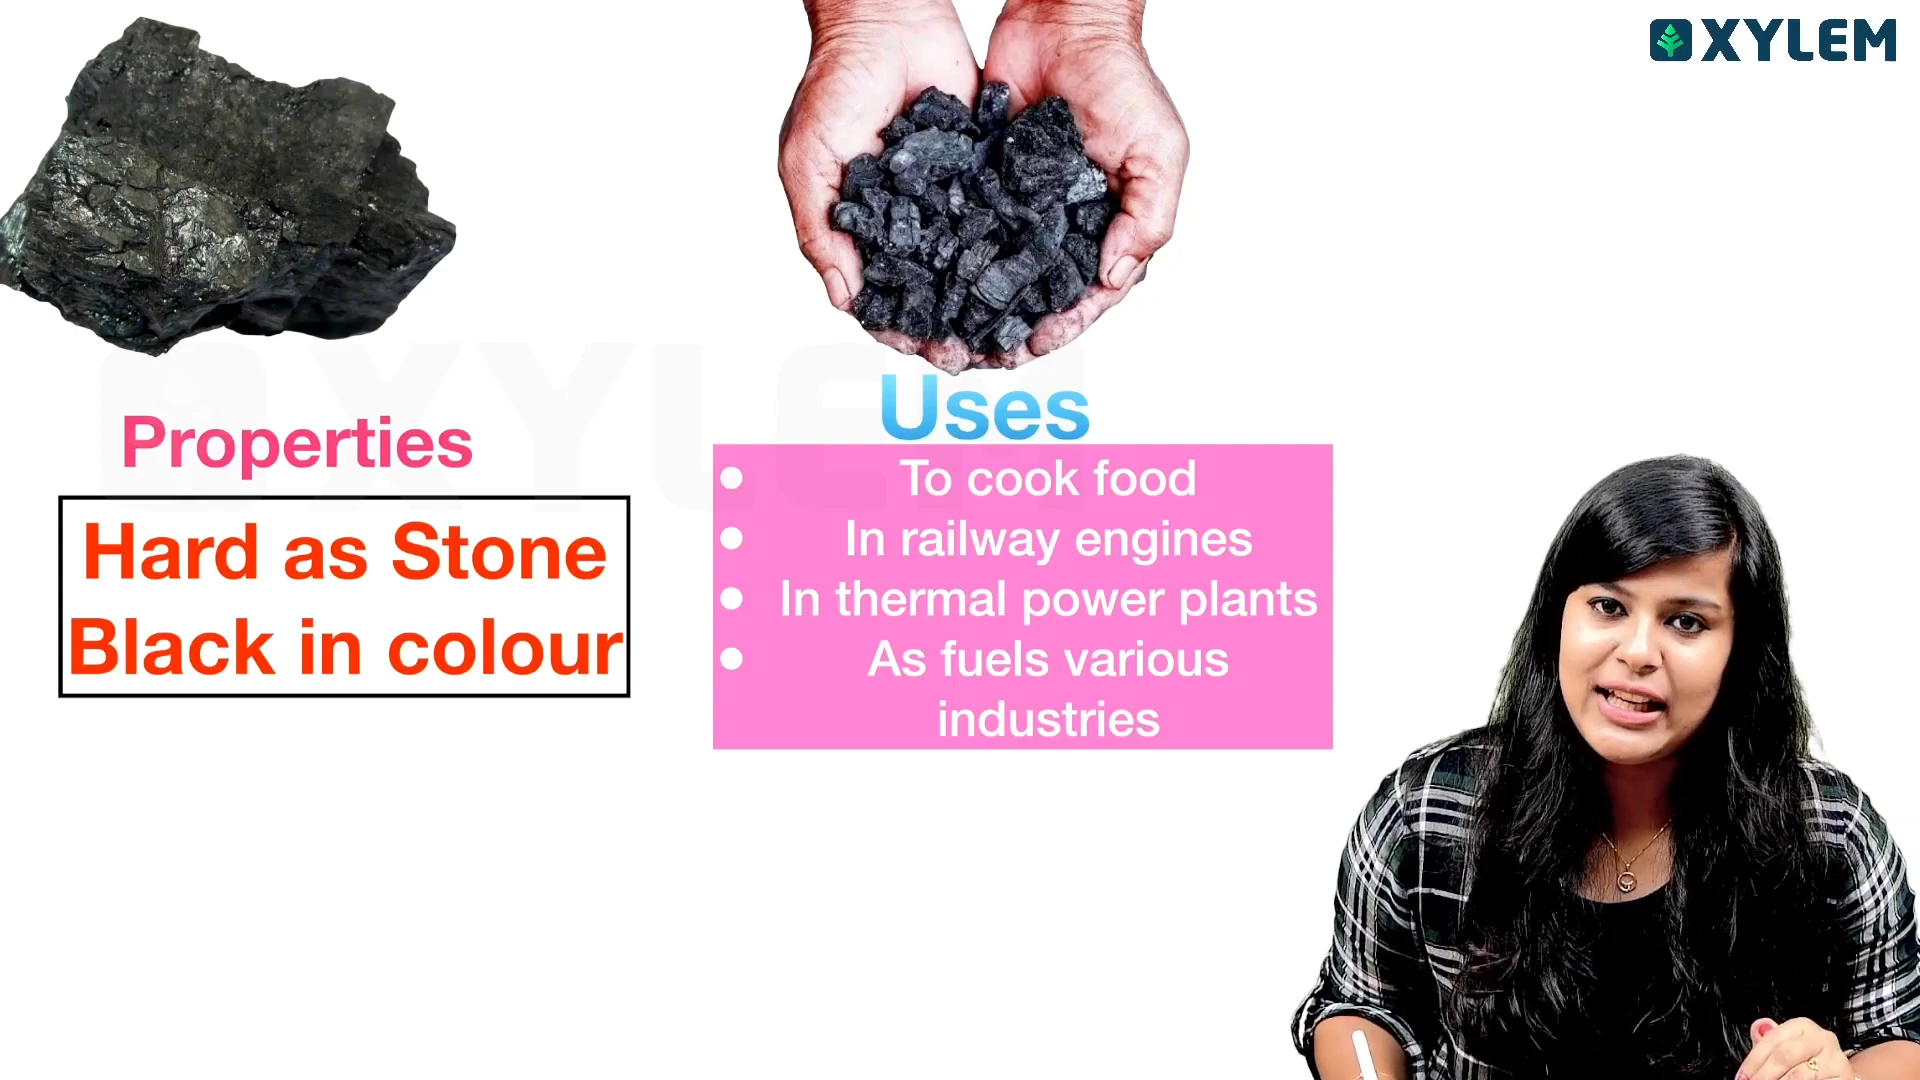 XYLEM
Properties
Hard as Stone
Black in colour
Uses
• To cook food
• In railway engines
• In thermal power plants
• As fuels various
industries